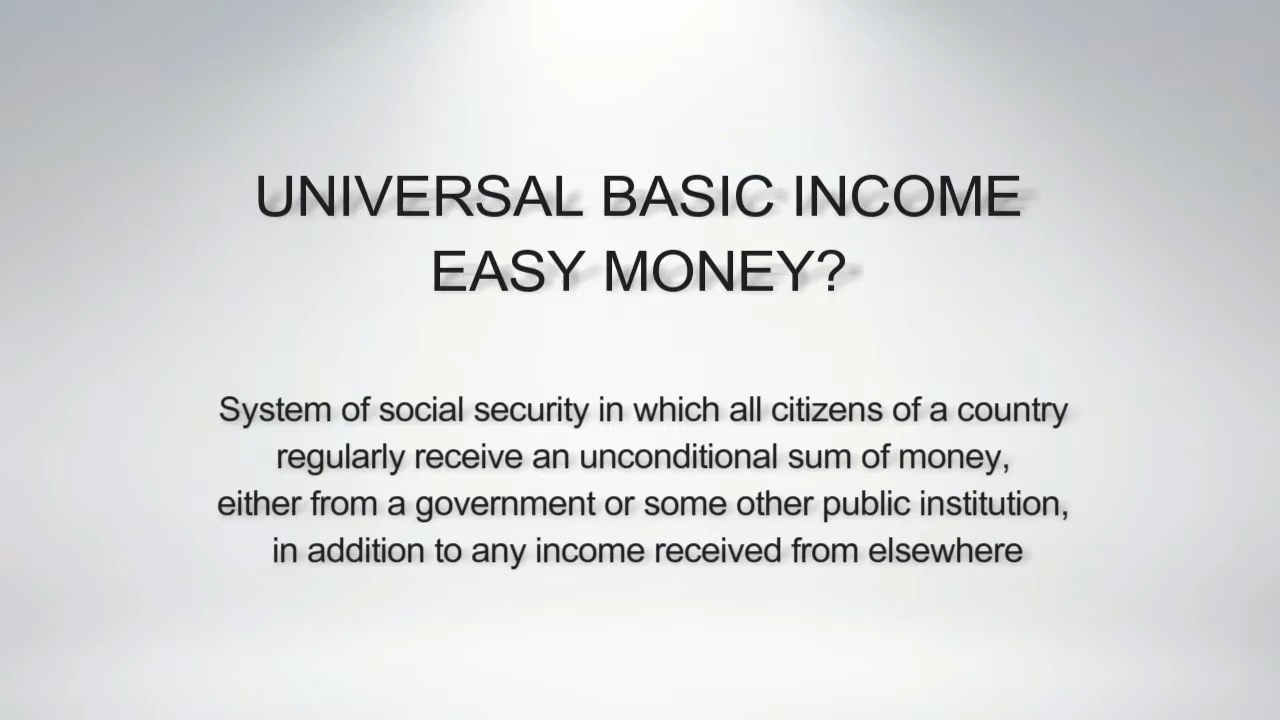 UNIVERSAL BASIC INCOME
EASY MONEY?
System of social security in which all citizens of a country
regularly receive an unconditional sum of money,
either from a government or some other public institution,
in addition to any income received from elsewhere